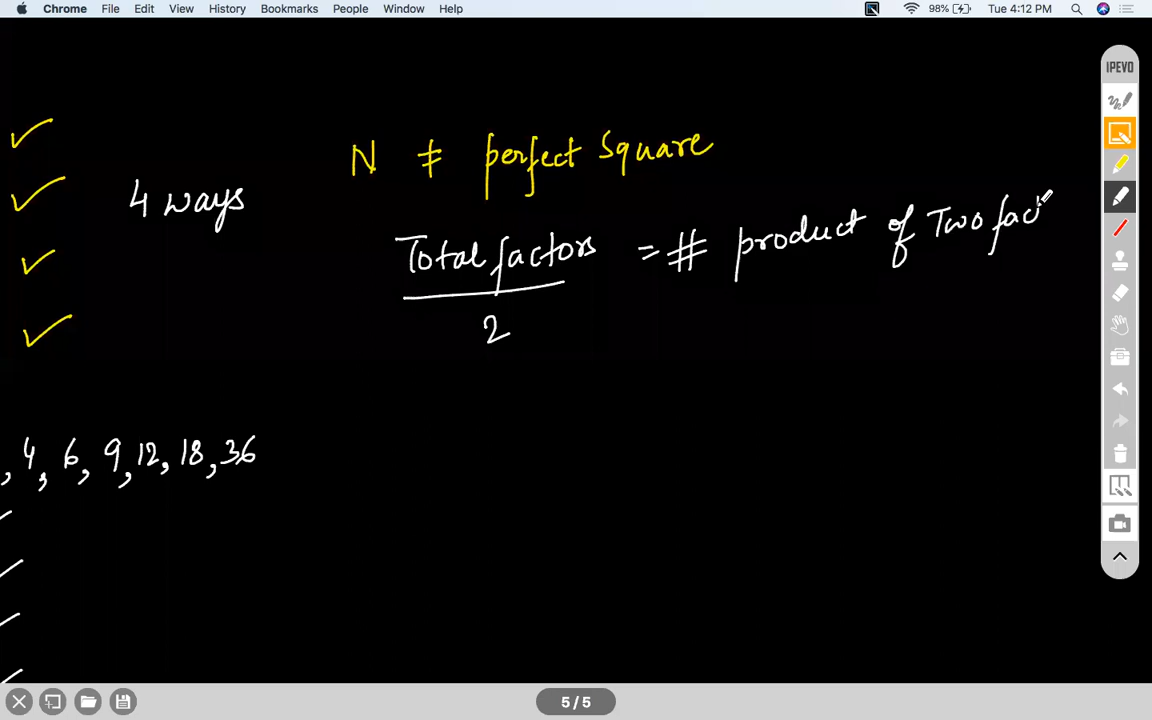 Chrome File Edit View History Bookmarks People Window Help 98% Tue 4:12 PM
IPEVO
N ≠ perfect Square
4 ways
Total factors / 2 = # product of Two fac
, 4, 6, 9, 12, 18, 36
5 / 5